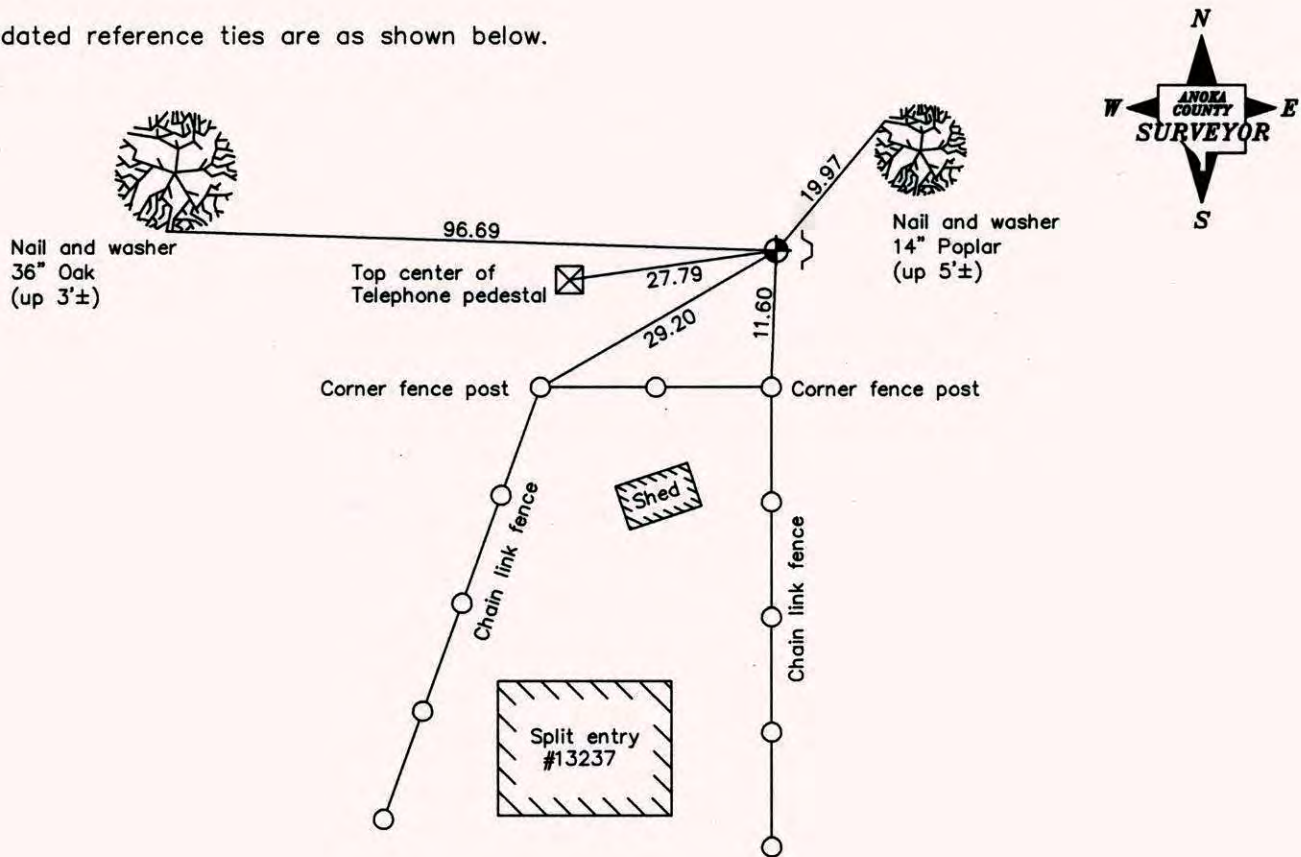 dated reference ties are as shown below.
N
W
ANOKA
COUNTY
E
SURVEYOR
S
19.97
96.69
Nail and washer
36" Oak
(up 3'±)
Nail and washer
14" Poplar
(up 5'±)
Top center of
Telephone pedestal
27.79
29.20
11.60
Corner fence post
Corner fence post
Shed
Chain link fence
Chain link fence
Split entry
#13237